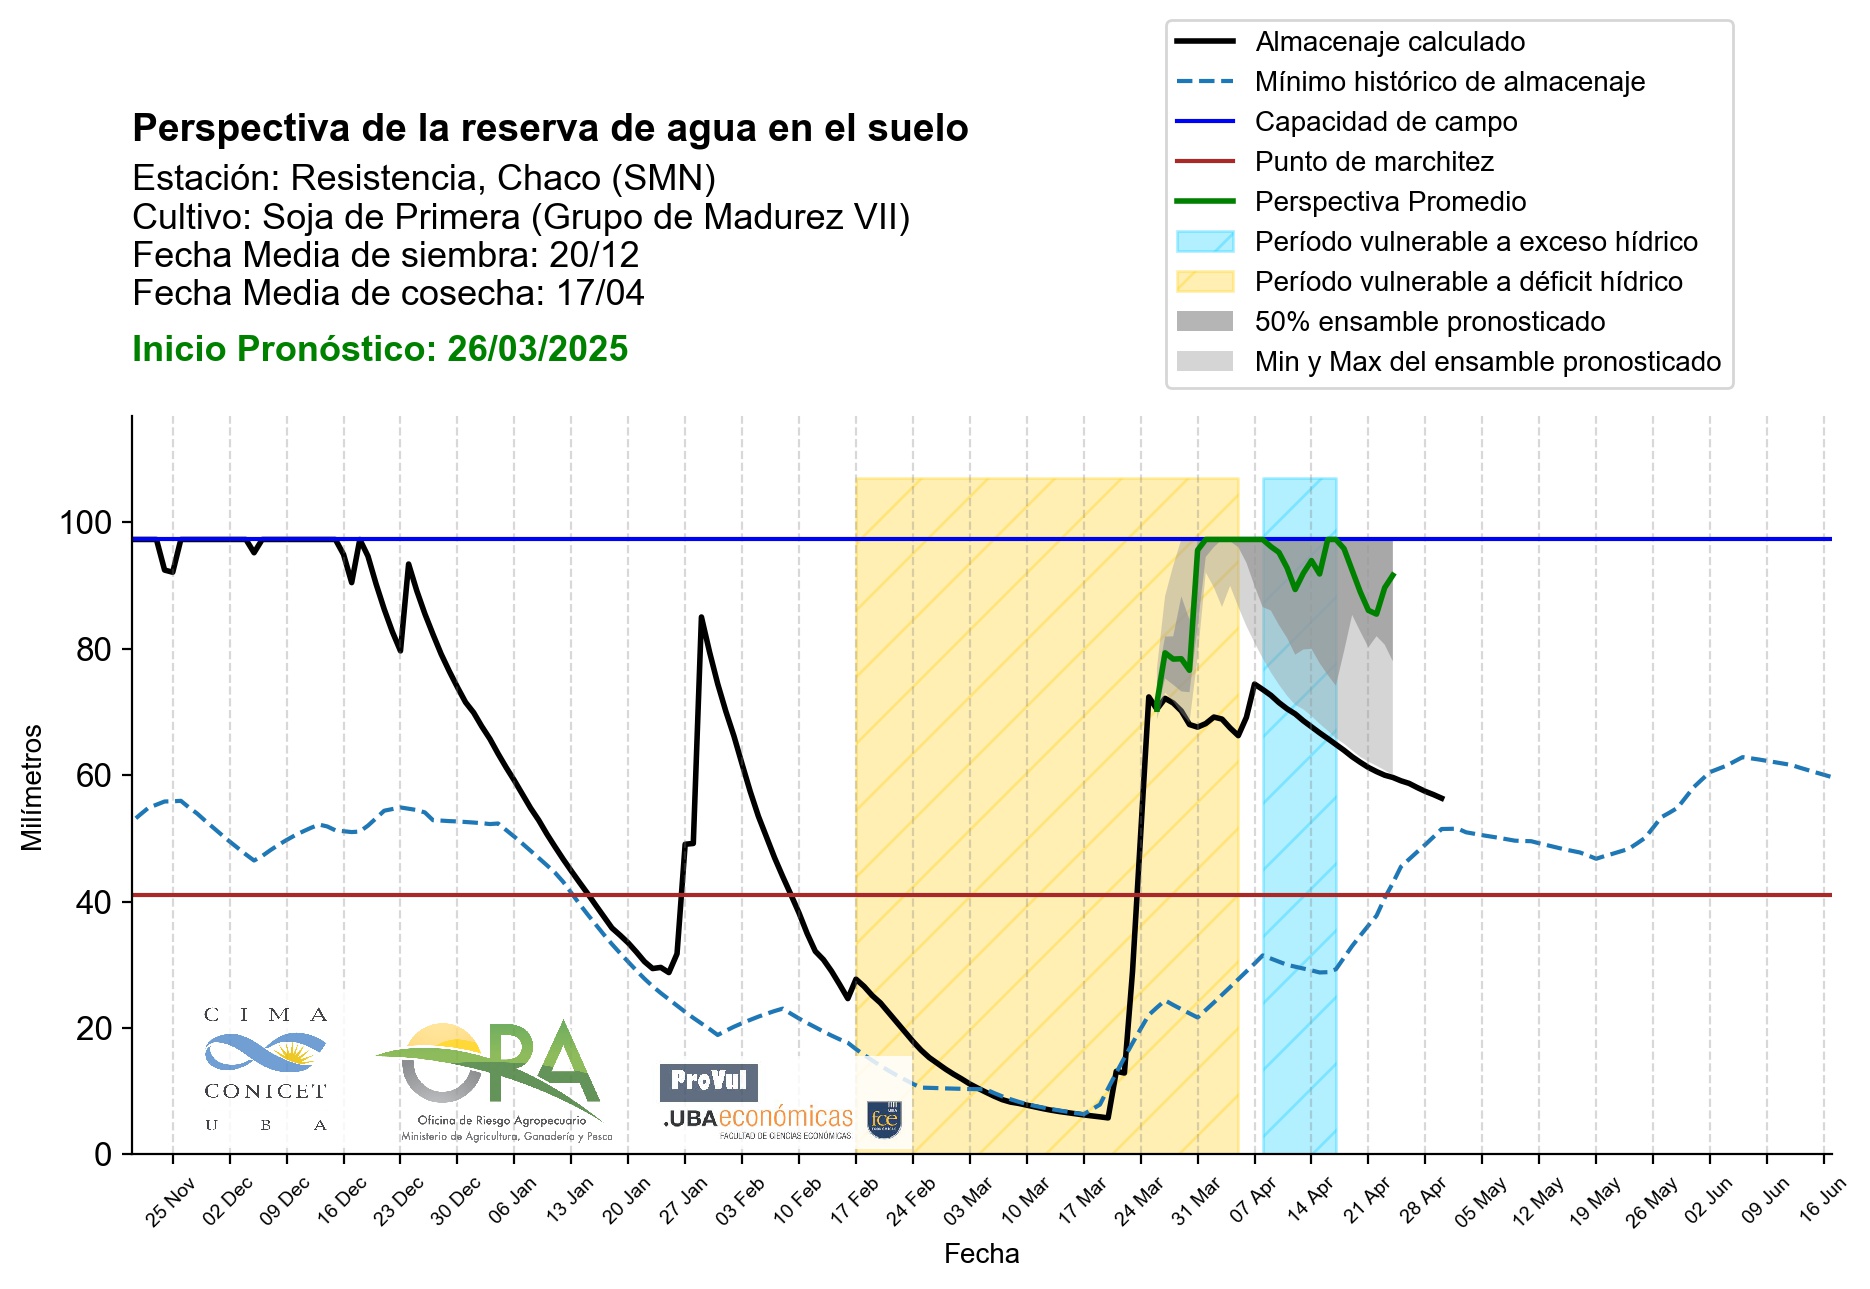 Almacenaje calculado
Mínimo histórico de almacenaje
Capacidad de campo
Punto de marchitez
Perspectiva Promedio
Período vulnerable a exceso hídrico
Período vulnerable a déficit hídrico
50% ensamble pronosticado
Min y Max del ensamble pronosticado
Perspectiva de la reserva de agua en el suelo
Estación: Resistencia, Chaco (SMN)
Cultivo: Soja de Primera (Grupo de Madurez VII)
Fecha Media de siembra: 20/12
Fecha Media de cosecha: 17/04
Inicio Pronóstico: 26/03/2025
Milímetros
100
80
60
40
20
0
CIMA
CONICET
UBA
ORA
Oficina de Riesgo Agropecuario
Ministerio de Agricultura, Ganadería y Pesca
ProVul
.UBAeconómicas
FACULTAD DE CIENCIAS ECONÓMICAS
UBA
fce
25 Nov
02 Dec
09 Dec
16 Dec
23 Dec
30 Dec
06 Jan
13 Jan
20 Jan
27 Jan
03 Feb
10 Feb
17 Feb
24 Feb
03 Mar
10 Mar
17 Mar
24 Mar
31 Mar
07 Apr
14 Apr
21 Apr
28 Apr
05 May
12 May
19 May
26 May
02 Jun
09 Jun
16 Jun
Fecha